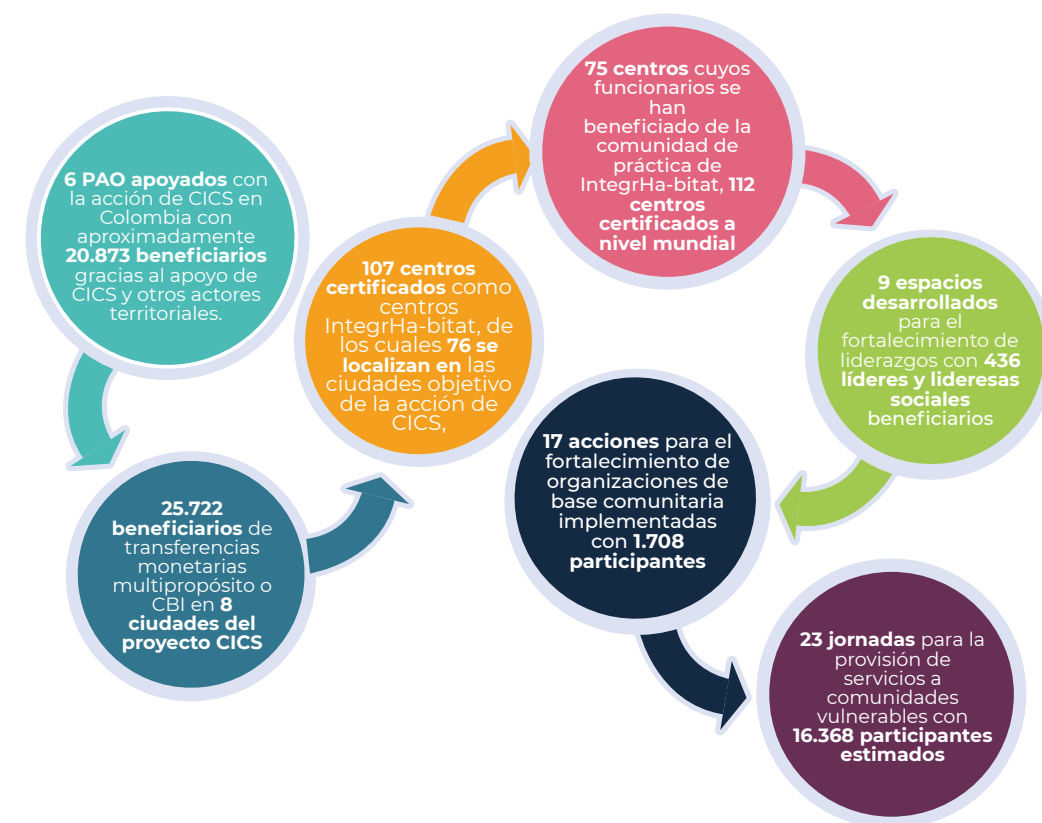 6 PAO apoyados con
la acción de CICS en
Colombia con
aproximadamente
20.873 beneficiarios
gracias al apoyo de
CICS y otros actores
territoriales.
25.722
beneficiarios de
transferencias
monetarias
multipropósito o
CBI en 8
ciudades del
proyecto CICS
107 centros
certificados como
centros
IntegrHa-bitat, de
los cuales 76 se
localizan en las
ciudades objetivo
de la acción de
CICS,
75 centros cuyos
funcionarios se
han
beneficiado de la
comunidad de
práctica de
IntegrHa-bitat, 112
centros
certificados a
nivel mundial
9 espacios
desarrollados
para el
fortalecimiento de
liderazgos con 436
líderes y lideresas
sociales
beneficiarios
17 acciones para el
fortalecimiento de
organizaciones de
base comunitaria
implementadas
con 1.708
participantes
23 jornadas para la
provisión de
servicios a
comunidades
vulnerables con
16.368 participantes
estimados